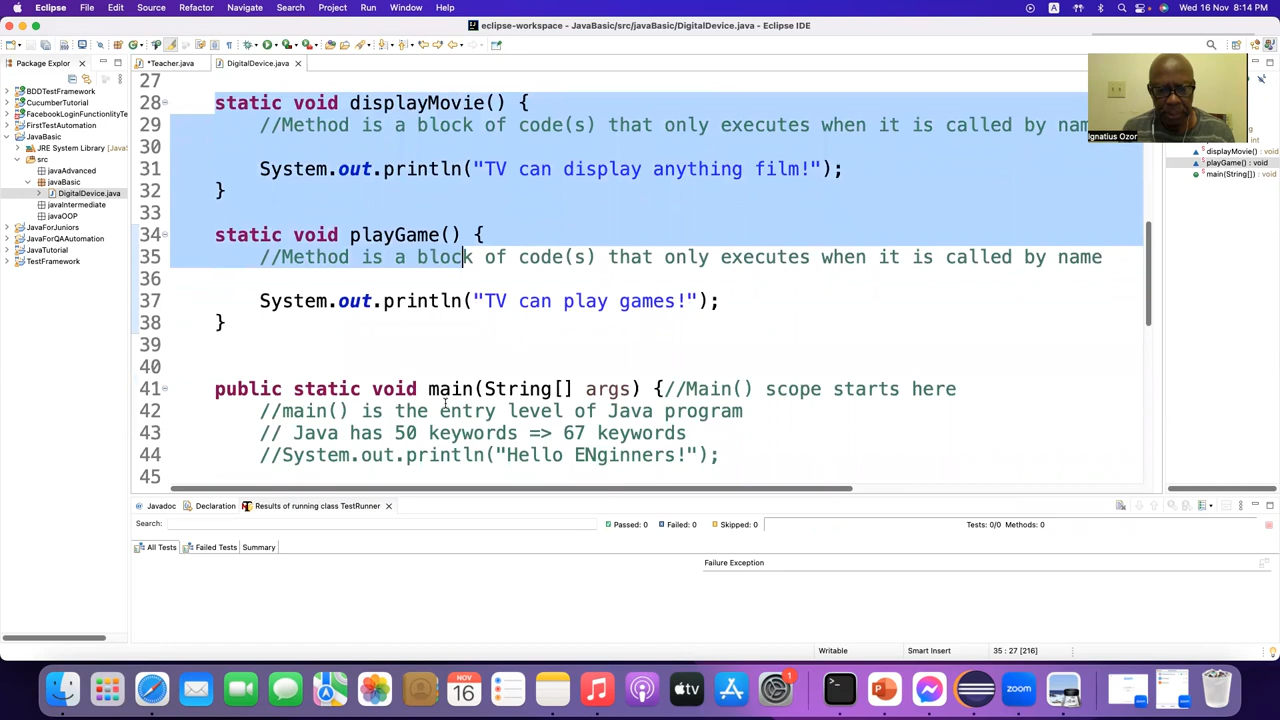 Eclipse File Edit Source Refactor Navigate Search Project Run Window Help A Wed 16 Nov 8:14 PM
eclipse-workspace - JavaBasic/src/javaBasic/DigitalDevice.java - Eclipse IDE
Package Explor
*Teacher.java
DigitalDevice.java
BDDTestFramework
CucumberTutorial
FacebookLoginFunctionlityTe
FirstTestAutomation
JavaBasic
JRE System Library [Java
src
javaAdvanced
javaBasic
DigitalDevice.java
javaIntermediate
javaOOP
JavaForJuniors
JavaForQAAutomation
JavaTutorial
TestFramework
27
28 static void displayMovie() {
29 //Method is a block of code(s) that only executes when it is called by name
30
31 System.out.println("TV can display anything film!");
32 }
33
34 static void playGame() {
35 //Method is a block of code(s) that only executes when it is called by name
36
37 System.out.println("TV can play games!");
38 }
39
40
41 public static void main(String[] args) {//Main() scope starts here
42 //main() is the entry level of Java program
43 // Java has 50 keywords => 67 keywords
44 //System.out.println("Hello ENginners!");
45
Ignatius Ozor
int
displayMovie() : void
playGame() : void
main(String[]) : void
Javadoc Declaration Results of running class TestRunner
Search: Passed: 0 Failed: 0 Skipped: 0 Tests: 0/0 Methods: 0
All Tests Failed Tests Summary
Failure Exception
Writable Smart Insert 35 : 27 [216]
NOV
16
tv
1
zoom